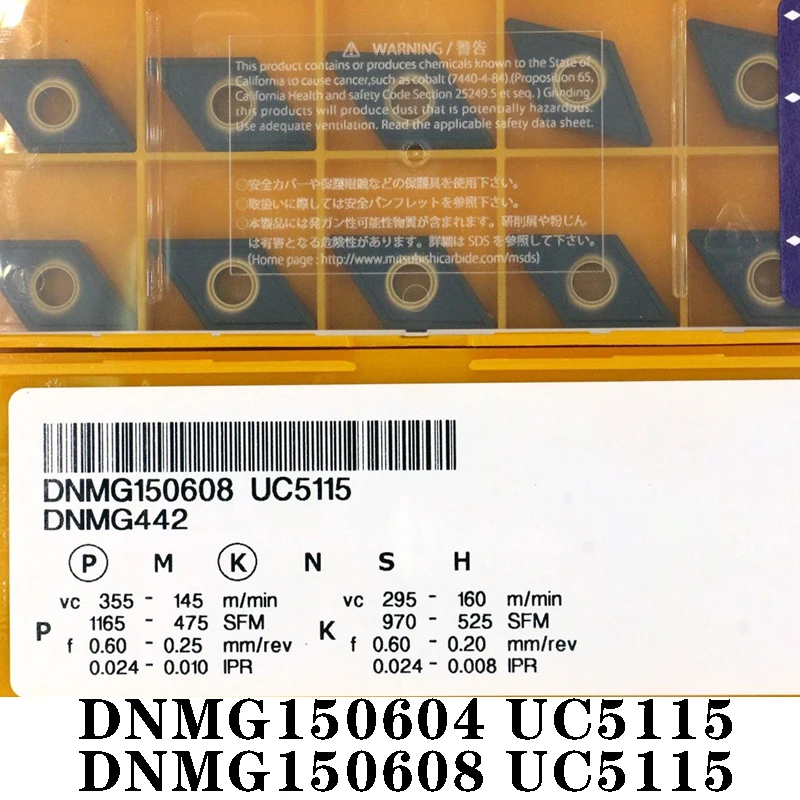 ⚠ WARNING / 警告
This product contains or produces chemicals known to the State of
California to cause cancer,such as cobalt (7440-4-84).(Proposition 65,
California Health and safety Code Section 25249.5 et seq. ) Grinding
this products will produce dust that is potentially hazardous.
Use adequate ventilation. Read the applicable safety data sheet.
○安全カバーや保護眼鏡などの保護具を使用下さい。
○取扱いに際しては安全パンフレットを参照下さい。
○本製品には発ガン性可能性物質が含まれます。研削屑や粉じん
は有害となる危険性があります。詳細は SDS を参照して下さい。
(Home page : http://www.mitsubishicarbide.com/msds)
DNMG150608 UC5115
DNMG442
P M K N S H
vc 355 - 145 m/min vc 295 - 160 m/min
1165 - 475 SFM 970 - 525 SFM
P K
f 0.60 - 0.25 mm/rev f 0.60 - 0.20 mm/rev
0.024 - 0.010 IPR 0.024 - 0.008 IPR
DNMG150604 UC5115
DNMG150608 UC5115